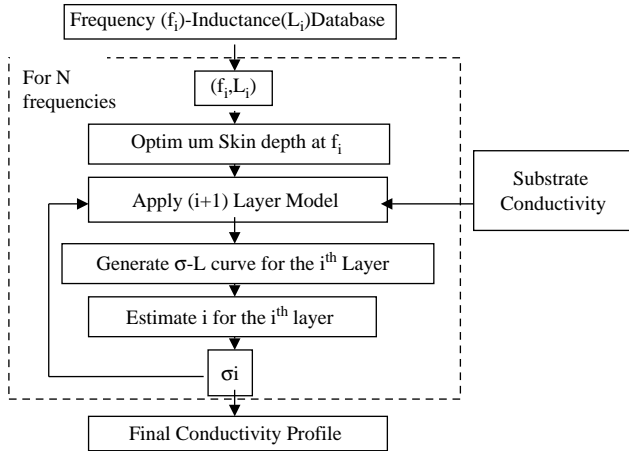 Frequency (fi)-Inductance(Li)Database
For N
frequencies
(fi,Li)
Optim um Skin depth at fi
Apply (i+1) Layer Model
Substrate
Conductivity
Generate σ-L curve for the ith Layer
Estimate i for the ith layer
σi
Final Conductivity Profile